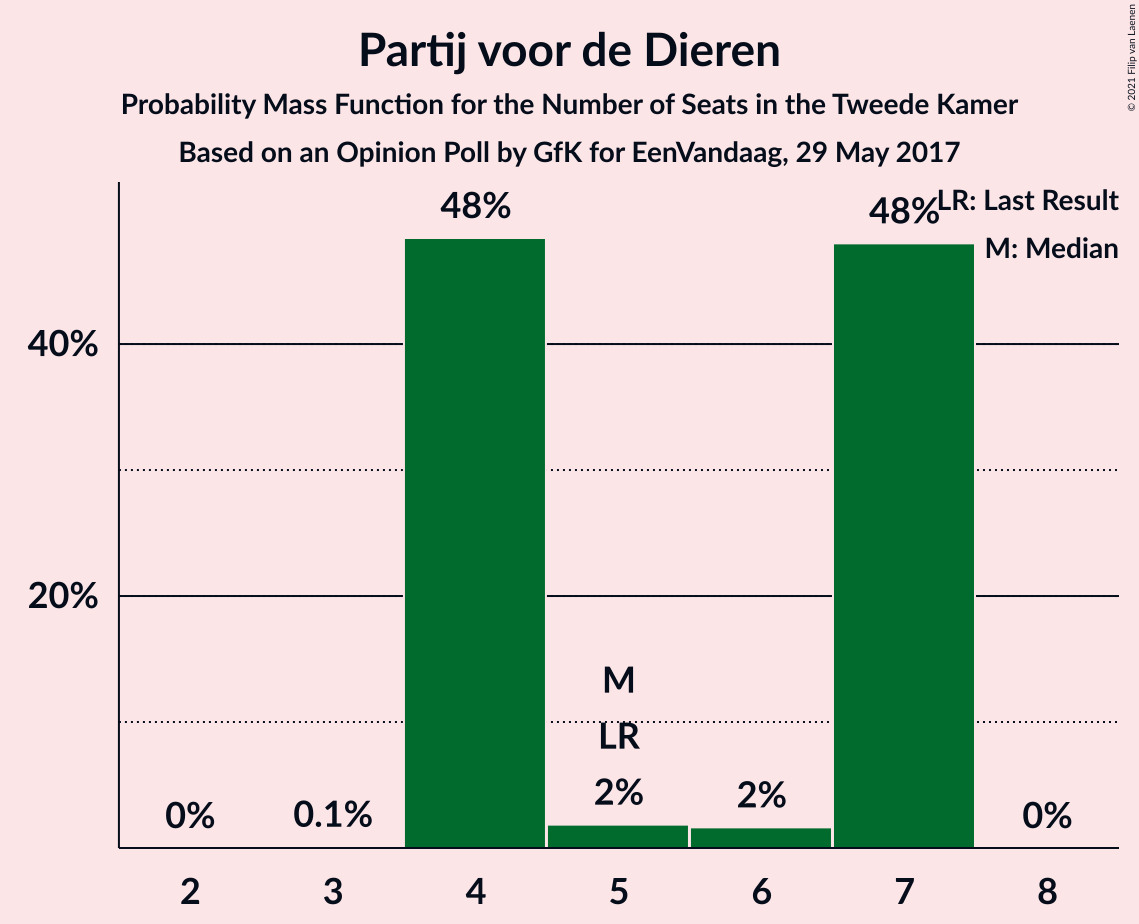 Partij voor de Dieren
Probability Mass Function for the Number of Seats in the Tweede Kamer
Based on an Opinion Poll by GfK for EenVandaag, 29 May 2017
© 2021 Filip van Laenen
LR: Last Result
M: Median
48%
48%
40%
20%
M
LR
0%
0.1%
2%
2%
0%
2
3
4
5
6
7
8